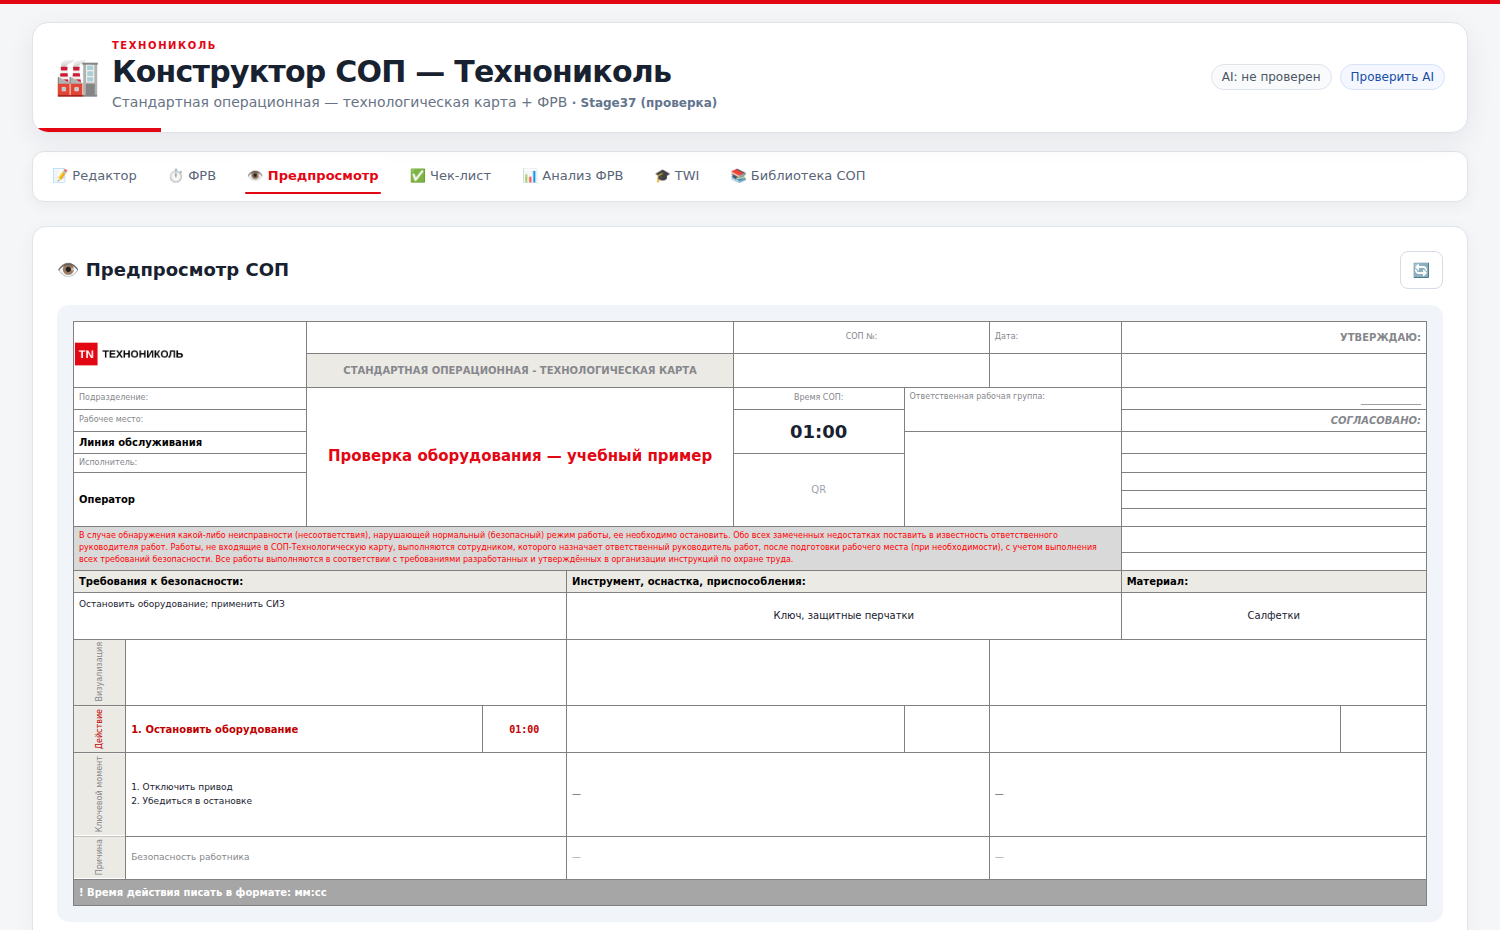 ТЕХНОНИКОЛЬ
Конструктор СОП — Технониколь
Стандартная операционная — технологическая карта + ФРВ · Stage37 (проверка)
AI: не проверен
Проверить AI
Редактор
ФРВ
Предпросмотр
Чек-лист
Анализ ФРВ
TWI
Библиотека СОП
Предпросмотр СОП
TN ТЕХНОНИКОЛЬ
СОП №:
Дата:
УТВЕРЖДАЮ:
СТАНДАРТНАЯ ОПЕРАЦИОННАЯ - ТЕХНОЛОГИЧЕСКАЯ КАРТА
Подразделение:
Рабочее место:
Линия обслуживания
Исполнитель:
Оператор
Проверка оборудования — учебный пример
Время СОП:
01:00
QR
Ответственная рабочая группа:
СОГЛАСОВАНО:
В случае обнаружения какой-либо неисправности (несоответствия), нарушающей нормальный (безопасный) режим работы, ее необходимо остановить. Обо всех замеченных недостатках поставить в известность ответственного
руководителя работ. Работы, не входящие в СОП-Технологическую карту, выполняются сотрудником, которого назначает ответственный руководитель работ, после подготовки рабочего места (при необходимости), с учетом выполнения
всех требований безопасности. Все работы выполняются в соответствии с требованиями разработанных и утверждённых в организации инструкций по охране труда.
Требования к безопасности:
Инструмент, оснастка, приспособления:
Материал:
Остановить оборудование; применить СИЗ
Ключ, защитные перчатки
Салфетки
Визуализация
Действие
1. Остановить оборудование
01:00
Ключевой момент
1. Отключить привод
2. Убедиться в остановке
—
—
Причина
Безопасность работника
—
—
! Время действия писать в формате: мм:сс